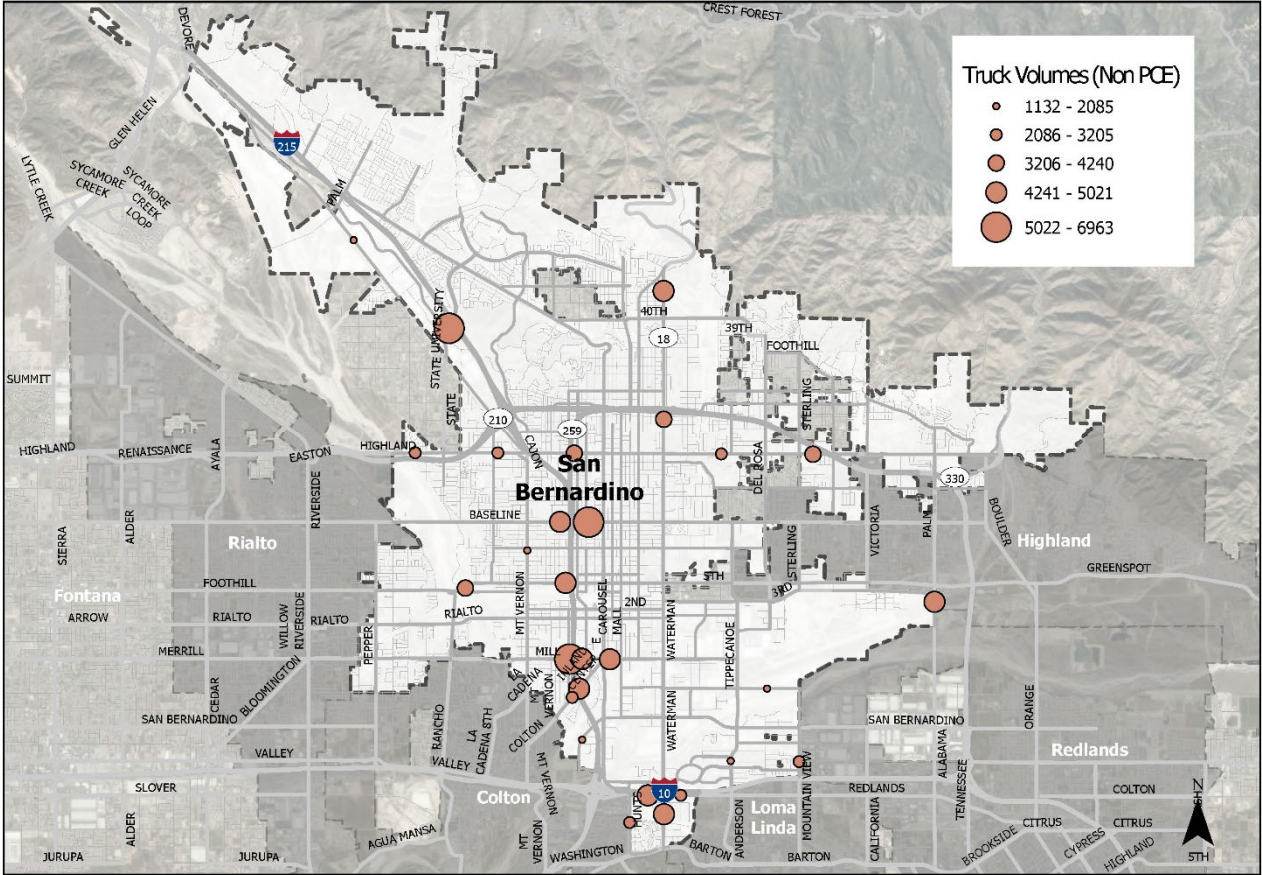 CREST FOREST
DEVORE
GLEN HELEN
215
LYTLE CREEK
SYCAMORE
CREEK
SYCAMORE
CREEK
LOOP
PALM
Truck Volumes (Non PCE)
1132 - 2085
2086 - 3205
3206 - 4240
4241 - 5021
5022 - 6963
STATE UNIVERSITY
40TH
18
39TH
FOOTHILL
SUMMIT
STATE
STERLING
210
259
HIGHLAND
RENAISSANCE
AYALA
EASTON
HIGHLAND
CAJON
DEL ROSA
330
San
Bernardino
SIERRA
ALDER
RIVERSIDE
BASELINE
VICTORIA
PALM
BOULDER
Rialto
STERLING
Highland
FOOTHILL
5TH
GREENSPOT
Fontana
ARROW
RIALTO
WILLOW
RIVERSIDE
RIALTO
RIALTO
MT VERNON
2ND
CAROUSEL
MALL
WATERMAN
3RD
MERRILL
PEPPER
MILL
E
INLAND
CENTER
TIPPECANOE
LA
CADENA
MT
VERNON
CEDAR
BLOOMINGTON
SAN BERNARDINO
RANCHO
LA
CADENA
8TH
COLTON
WATERMAN
SAN BERNARDINO
ALABAMA
ORANGE
VALLEY
VALLEY
MT VERNON
MOUNTAIN VIEW
TENNESSEE
Redlands
SLOVER
Colton
HUNTS
10
REDLANDS
COLTON
ALDER
AGUA MANSA
MT
VERNON
Loma
Linda
ANDERSON
CALIFORNIA
CITRUS
CITRUS
BROOKSIDE
CYPRESS
HIGHLAND
N
JURUPA
JURUPA
WASHINGTON
BARTON
BARTON
5TH